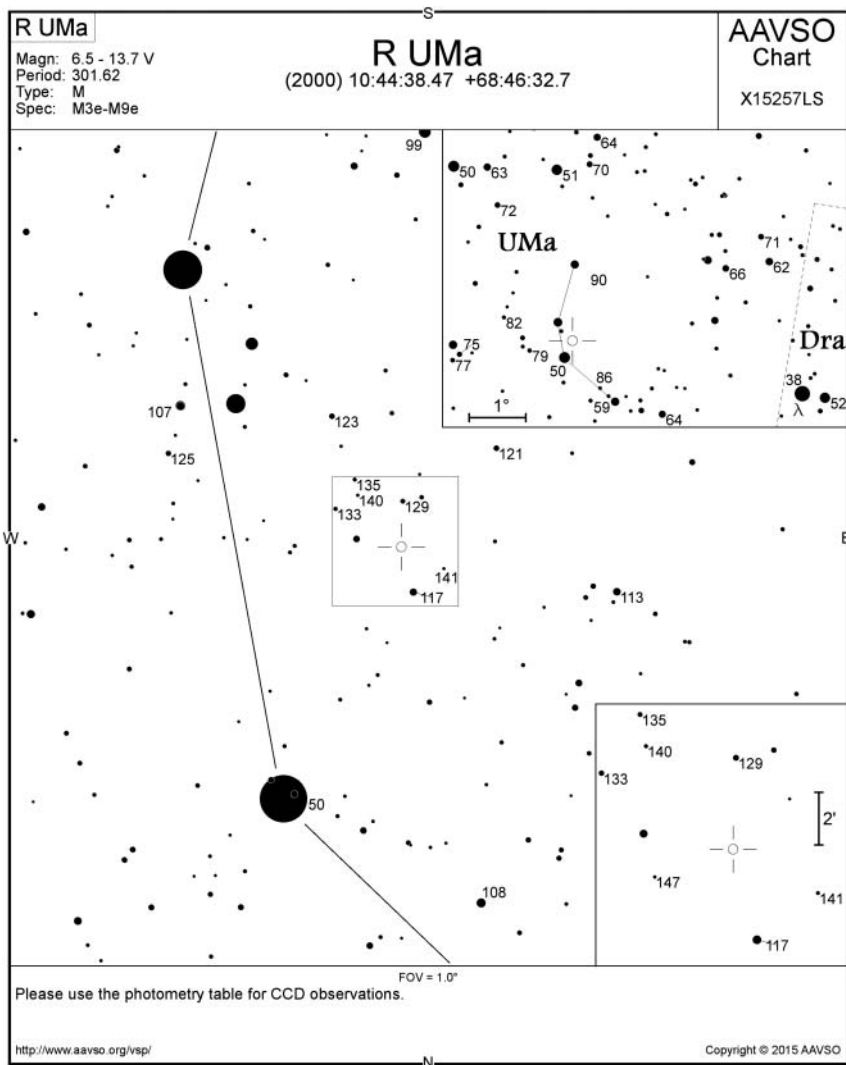 S
R UMa
Magn: 6.5 - 13.7 V
Period: 301.62
Type: M
Spec: M3e-M9e
R UMa
(2000) 10:44:38.47 +68:46:32.7
AAVSO
Chart
X15257LS
99
64
50
63
51
70
72
UMa
71
90
66
62
82
Dra
75
79
77
50
86
38
1°
59
λ
52
64
107
123
125
121
135
140
129
133
W
E
141
117
113
135
140
129
133
2'
50
147
141
108
117
FOV = 1.0°
Please use the photometry table for CCD observations.
http://www.aavso.org/vsp/
Copyright © 2015 AAVSO
N